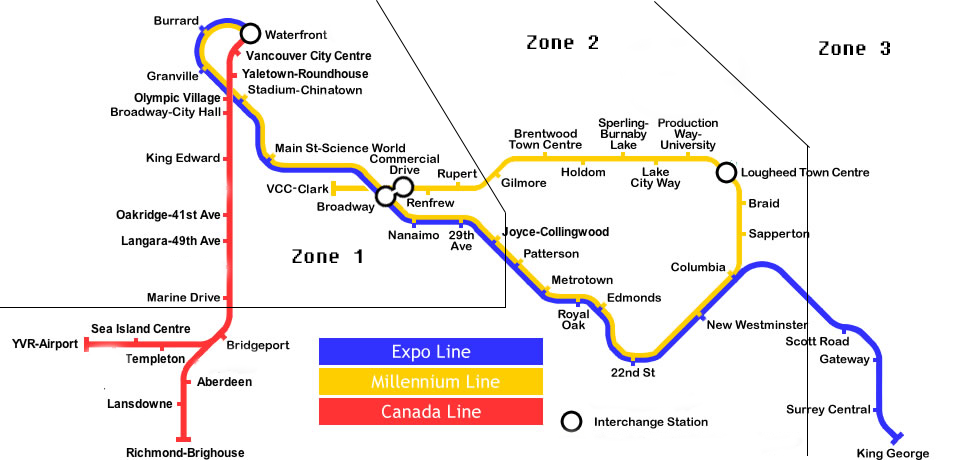 Burrard
Waterfront
Vancouver City Centre
Granville
Yaletown-Roundhouse
Stadium-Chinatown
Olympic Village
Broadway-City Hall
Main St-Science World
King Edward
Commercial
Drive
VCC-Clark
Broadway
Oakridge-41st Ave
Langara-49th Ave
Marine Drive
Zone 1
Zone 2
Zone 3
Sea Island Centre
YVR-Airport
Templeton
Bridgeport
Aberdeen
Lansdowne
Richmond-Brighouse
Rupert
Renfrew
Gilmore
Brentwood
Town Centre
Holdom
Sperling-
Burnaby
Lake
Lake
City Way
Production
Way-
University
Lougheed Town Centre
Braid
Sapperton
Columbia
Nanaimo
29th
Ave
Joyce-Collingwood
Patterson
Metrotown
Royal
Oak
Edmonds
22nd St
New Westminster
Scott Road
Gateway
Surrey Central
King George
Expo Line
Millennium Line
Canada Line
Interchange Station